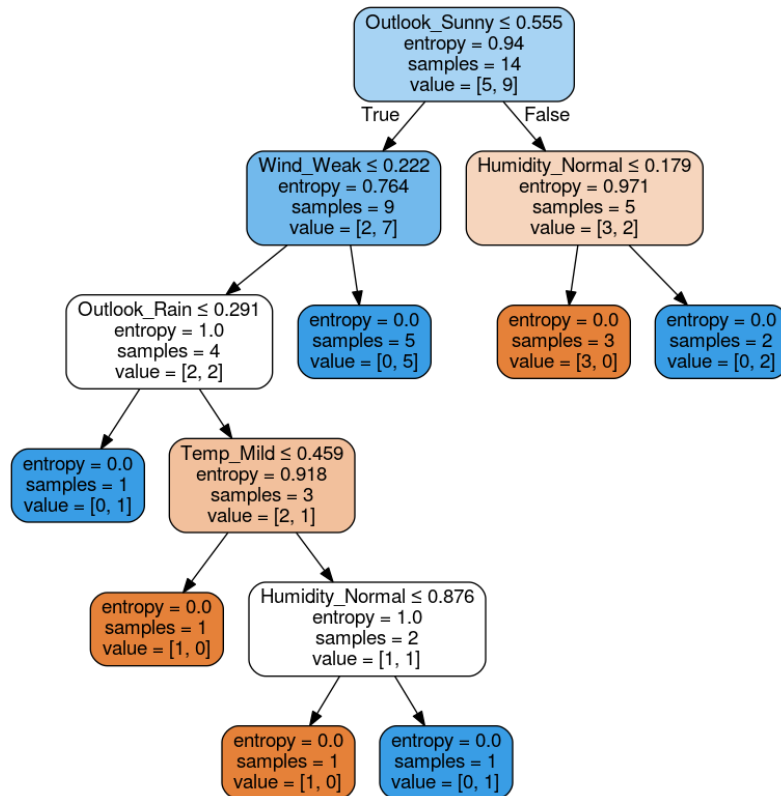 Outlook_Sunny ≤ 0.555
entropy = 0.94
samples = 14
value = [5, 9]
True
False
Wind_Weak ≤ 0.222
entropy = 0.764
samples = 9
value = [2, 7]
Humidity_Normal ≤ 0.179
entropy = 0.971
samples = 5
value = [3, 2]
Outlook_Rain ≤ 0.291
entropy = 1.0
samples = 4
value = [2, 2]
entropy = 0.0
samples = 5
value = [0, 5]
entropy = 0.0
samples = 3
value = [3, 0]
entropy = 0.0
samples = 2
value = [0, 2]
entropy = 0.0
samples = 1
value = [0, 1]
Temp_Mild ≤ 0.459
entropy = 0.918
samples = 3
value = [2, 1]
entropy = 0.0
samples = 1
value = [1, 0]
Humidity_Normal ≤ 0.876
entropy = 1.0
samples = 2
value = [1, 1]
entropy = 0.0
samples = 1
value = [1, 0]
entropy = 0.0
samples = 1
value = [0, 1]